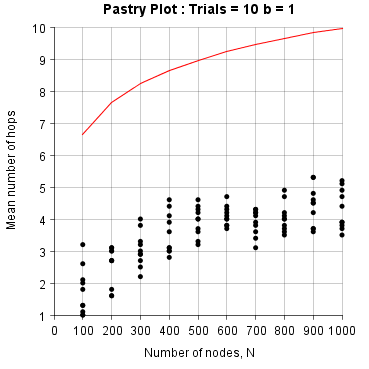 Pastry Plot : Trials = 10 b = 1
10
9
8
7
6
5
4
3
2
1
Mean number of hops
0 100 200 300 400 500 600 700 800 900 1000
Number of nodes, N